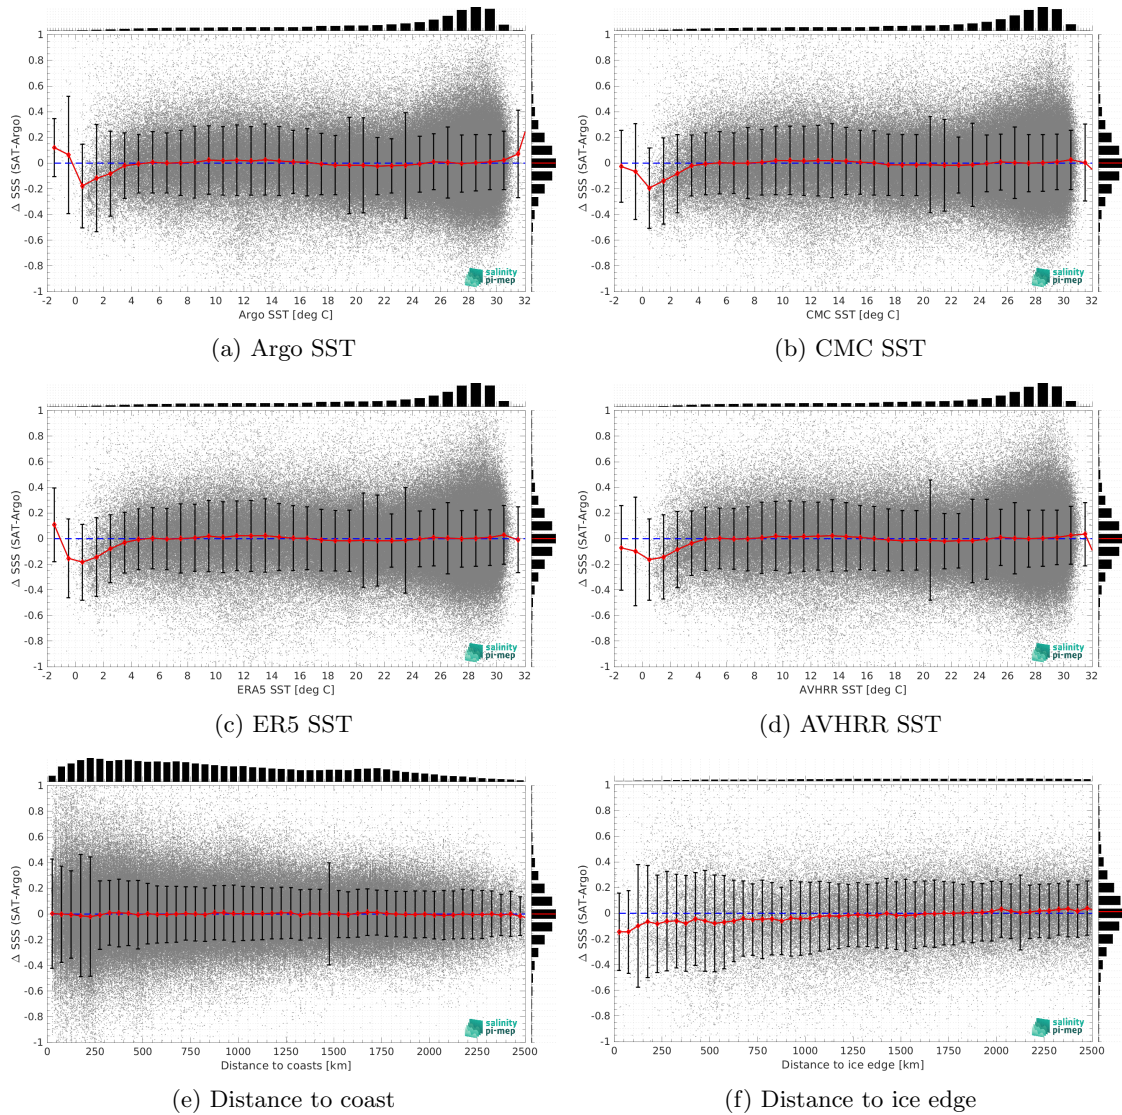 1
0.8
0.6
0.4
0.2
0
-0.2
-0.4
-0.6
-0.8
-1
Δ SSS (SAT-Argo)
salinity
pi-mep
-2 0 2 4 6 8 10 12 14 16 18 20 22 24 26 28 30 32
Argo SST [deg C]
(a) Argo SST
1
0.8
0.6
0.4
0.2
0
-0.2
-0.4
-0.6
-0.8
-1
Δ SSS (SAT-Argo)
salinity
pi-mep
-2 0 2 4 6 8 10 12 14 16 18 20 22 24 26 28 30 32
CMC SST [deg C]
(b) CMC SST
1
0.8
0.6
0.4
0.2
0
-0.2
-0.4
-0.6
-0.8
-1
Δ SSS (SAT-Argo)
salinity
pi-mep
-2 0 2 4 6 8 10 12 14 16 18 20 22 24 26 28 30 32
ERA5 SST [deg C]
(c) ER5 SST
1
0.8
0.6
0.4
0.2
0
-0.2
-0.4
-0.6
-0.8
-1
Δ SSS (SAT-Argo)
salinity
pi-mep
-2 0 2 4 6 8 10 12 14 16 18 20 22 24 26 28 30 32
AVHRR SST [deg C]
(d) AVHRR SST
1
0.8
0.6
0.4
0.2
0
-0.2
-0.4
-0.6
-0.8
-1
Δ SSS (SAT-Argo)
salinity
pi-mep
0 250 500 750 1000 1250 1500 1750 2000 2250 2500
Distance to coasts [km]
(e) Distance to coast
1
0.8
0.6
0.4
0.2
0
-0.2
-0.4
-0.6
-0.8
-1
Δ SSS (SAT-Argo)
salinity
pi-mep
0 250 500 750 1000 1250 1500 1750 2000 2250 2500
Distance to ice edge [km]
(f) Distance to ice edge